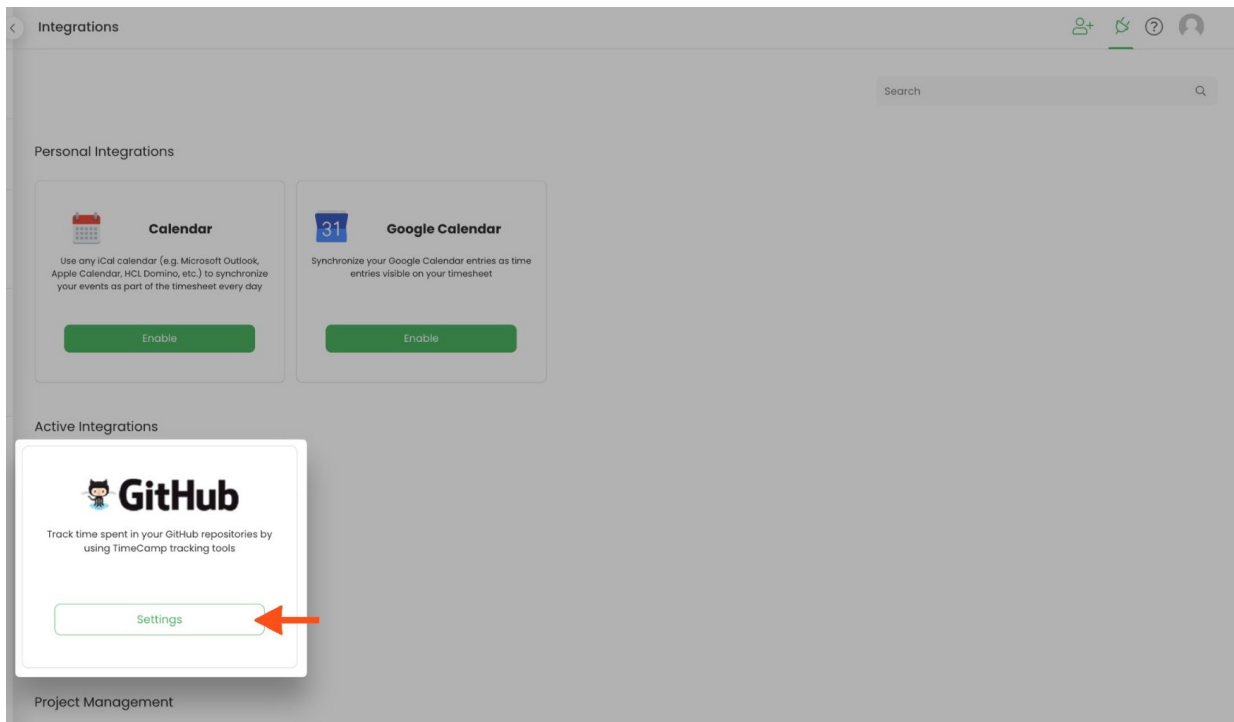 Integrations
Search
Personal Integrations
31
Calendar
Use any iCal calendar (e.g. Microsoft Outlook,
Apple Calendar, HCL Domino, etc.) to synchronize
your events as part of the timesheet every day
Enable
Google Calendar
Synchronize your Google Calendar entries as time
entries visible on your timesheet
Enable
Active Integrations
GitHub
Track time spent in your GitHub repositories by
using TimeCamp tracking tools
Settings
Project Management